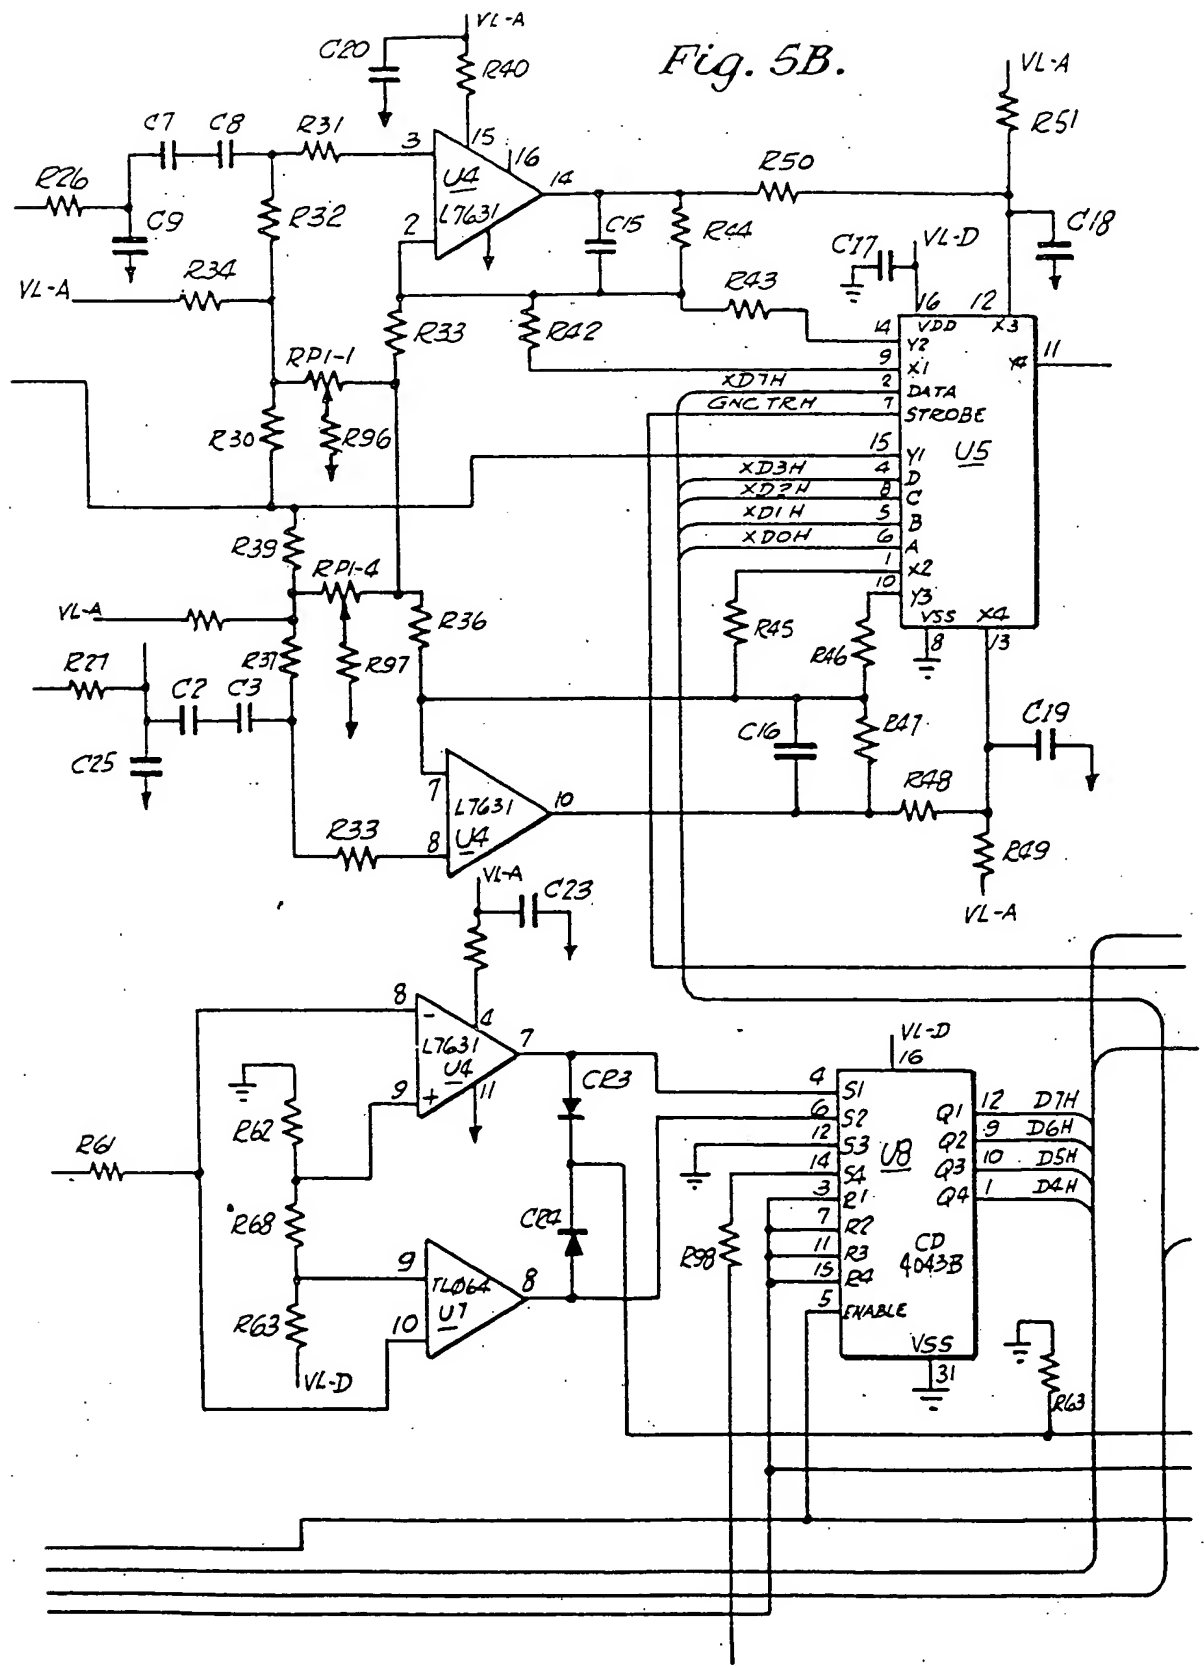 VL-A
C20
R40
Fig. 5B.
VL-A
R51
C7
C8
R31
3
15
16
14
U4
L7631
R50
R26
C9
R32
2
C15
R44
C17
VL-D
C18
VL-A
R34
R43
16
12
VDD
X3
R33
R42
14
Y2
11
Y4
RP1-1
9
X1
XD7H
2
DATA
GNCTRH
7
STROBE
R30
R96
15
Y1
U5
XD3H
4
D
XD2H
8
C
XD1H
5
B
XD0H
6
A
R39
1
X2
RP1-4
10
Y3
VL-A
R36
R45
VSS
X4
8
13
R46
R27
R37
R97
C2
C3
C25
C16
R47
C19
7
L7631
U4
10
R48
R33
8
R49
VL-A
C23
VL-A
8
-
4
7
L7631
U4
VL-D
16
CR3
4
S1
9
+
11
6
S2
Q1
12
D7H
R62
12
S3
U8
Q2
9
D6H
R61
14
S4
Q3
10
D5H
3
R1
Q4
1
D4H
R68
CR4
7
R2
R98
11
R3
CD
4043B
9
TL064
8
15
R4
U7
5
ENABLE
R63
10
VSS
VL-D
31
R63